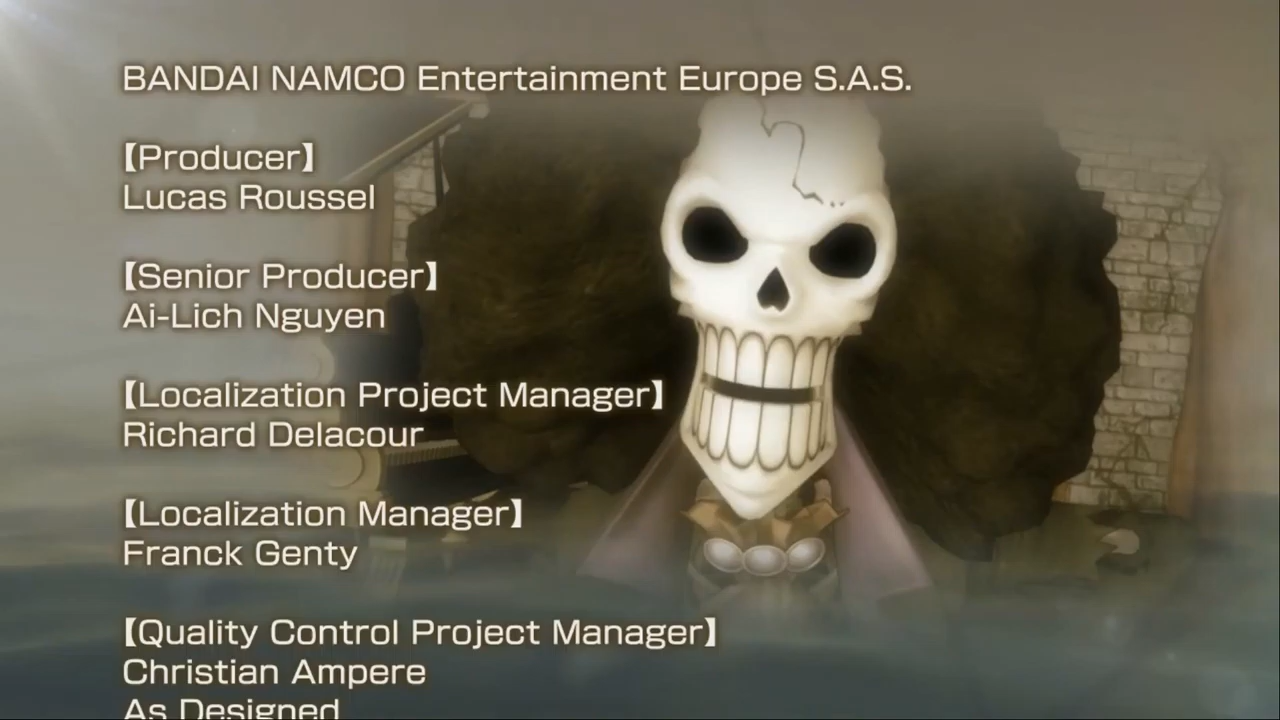 BANDAI NAMCO Entertainment Europe S.A.S.
【Producer】
Lucas Roussel
【Senior Producer】
Ai-Lich Nguyen
【Localization Project Manager】
Richard Delacour
【Localization Manager】
Franck Genty
【Quality Control Project Manager】
Christian Ampere
As Designed